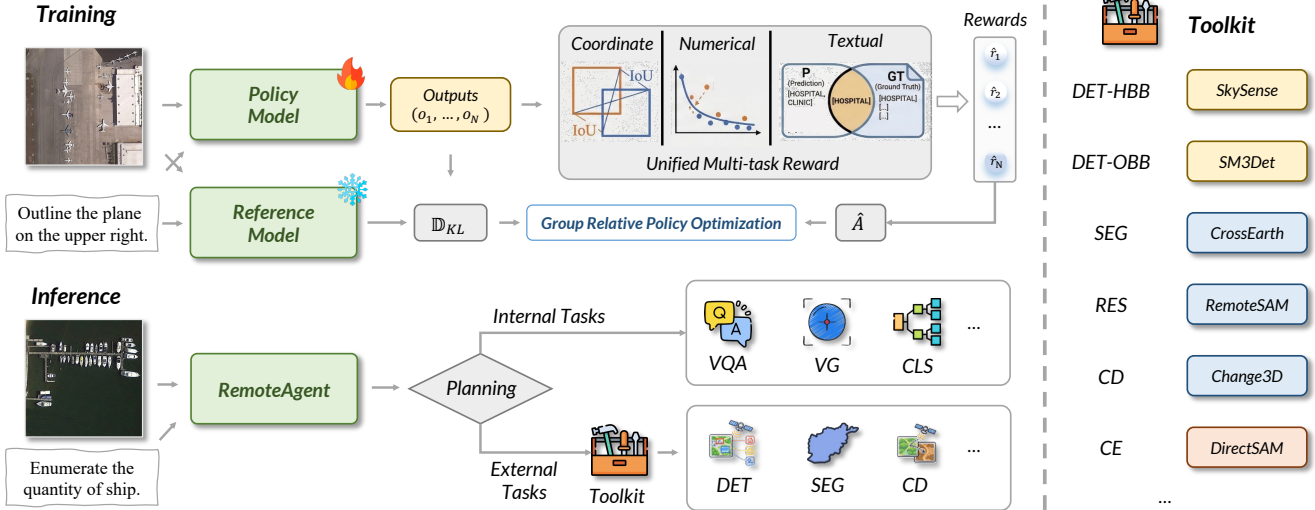 Training
Policy
Model
Outputs
(o₁, ..., o_N)
Coordinate
IoU
IoU
Numerical
Textual
P
(Prediction)
[HOSPITAL,
CLINIC]
[HOSPITAL]
GT
(Ground Truth)
[HOSPITAL]
[...]
[...]
Unified Multi-task Reward
Rewards
r̂₁
r̂₂
...
r̂_N
Outline the plane
on the upper right.
Reference
Model
𝔻_KL
Group Relative Policy Optimization
Â
Inference
Enumerate the
quantity of ship.
RemoteAgent
Planning
Internal Tasks
VQA
Q
A
VG
CLS
...
External
Tasks
Toolkit
DET
SEG
CD
...
Toolkit
DET-HBB
SkySense
DET-OBB
SM3Det
SEG
CrossEarth
RES
RemoteSAM
CD
Change3D
CE
DirectSAM
...